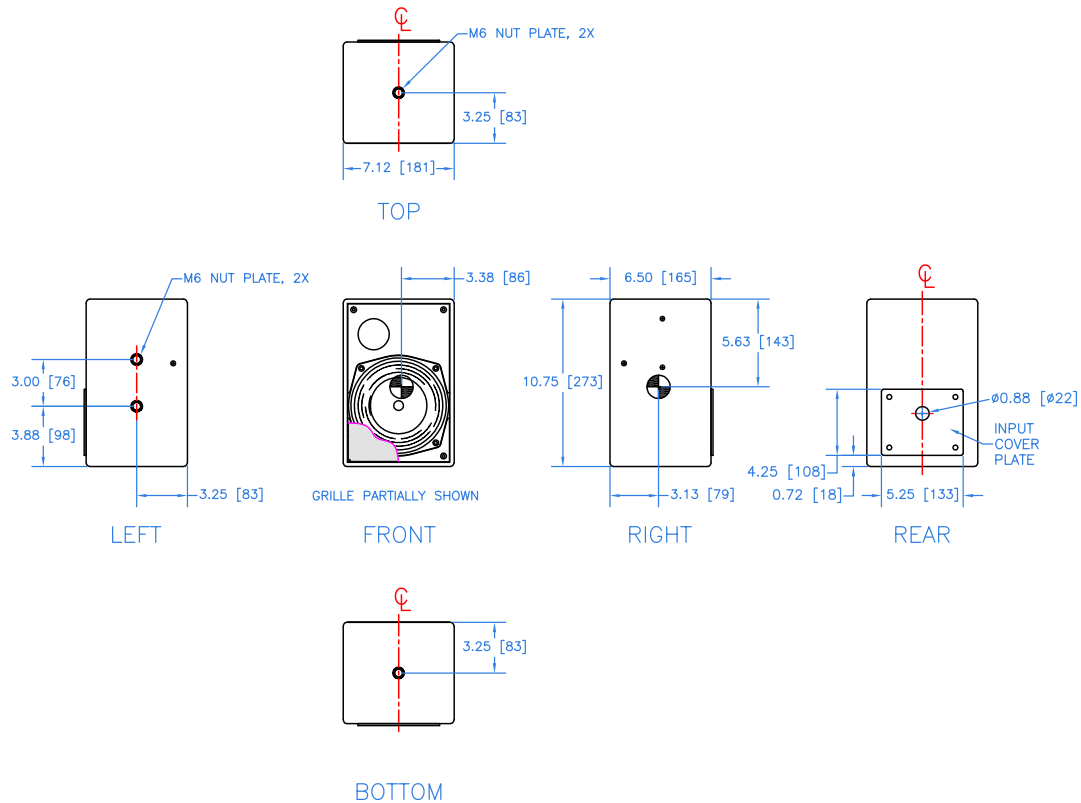 ℄
M6 NUT PLATE, 2X
3.25 [83]
7.12 [181]
TOP
M6 NUT PLATE, 2X
3.00 [76]
3.88 [98]
3.25 [83]
LEFT
3.38 [86]
GRILLE PARTIALLY SHOWN
FRONT
6.50 [165]
5.63 [143]
10.75 [273]
3.13 [79]
RIGHT
℄
ø0.88 [ø22]
INPUT
COVER
PLATE
4.25 [108]
0.72 [18]
5.25 [133]
REAR
℄
3.25 [83]
BOTTOM